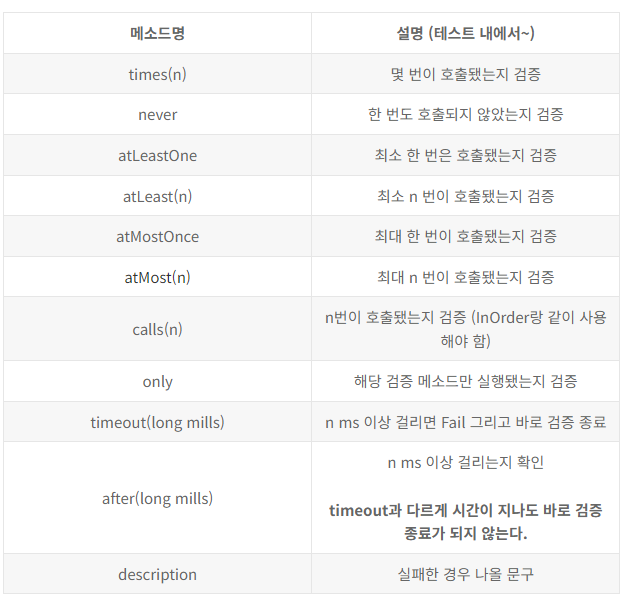 메소드명 설명 (테스트 내에서~)
times(n) 몇 번이 호출됐는지 검증
never 한 번도 호출되지 않았는지 검증
atLeastOne 최소 한 번은 호출됐는지 검증
atLeast(n) 최소 n 번이 호출됐는지 검증
atMostOnce 최대 한 번이 호출됐는지 검증
atMost(n) 최대 n 번이 호출됐는지 검증
calls(n) n번이 호출됐는지 검증 (InOrder랑 같이 사용
해야 함)
only 해당 검증 메소드만 실행됐는지 검증
timeout(long mills) n ms 이상 걸리면 Fail 그리고 바로 검증 종료
after(long mills) n ms 이상 걸리는지 확인
timeout과 다르게 시간이 지나도 바로 검증
종료가 되지 않는다.
description 실패한 경우 나올 문구